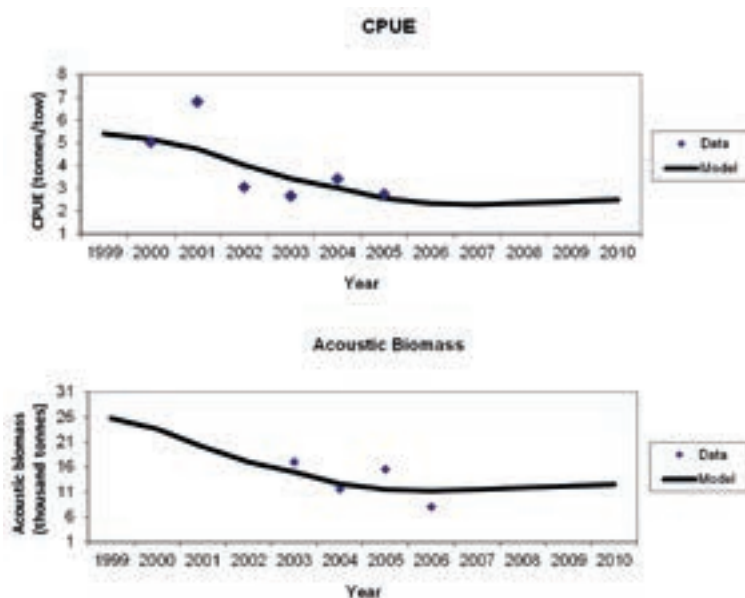 CPUE
8
7
6
5
4
3
2
1
CPUE (tonnes/tow)
1999 2000 2001 2002 2003 2004 2005 2006 2007 2008 2009 2010
Year
Data
Model
Acoustic Biomass
31
26
21
16
11
6
1
Acoustic biomass
(thousand tonnes)
1999 2000 2001 2002 2003 2004 2005 2006 2007 2008 2009 2010
Year
Data
Model